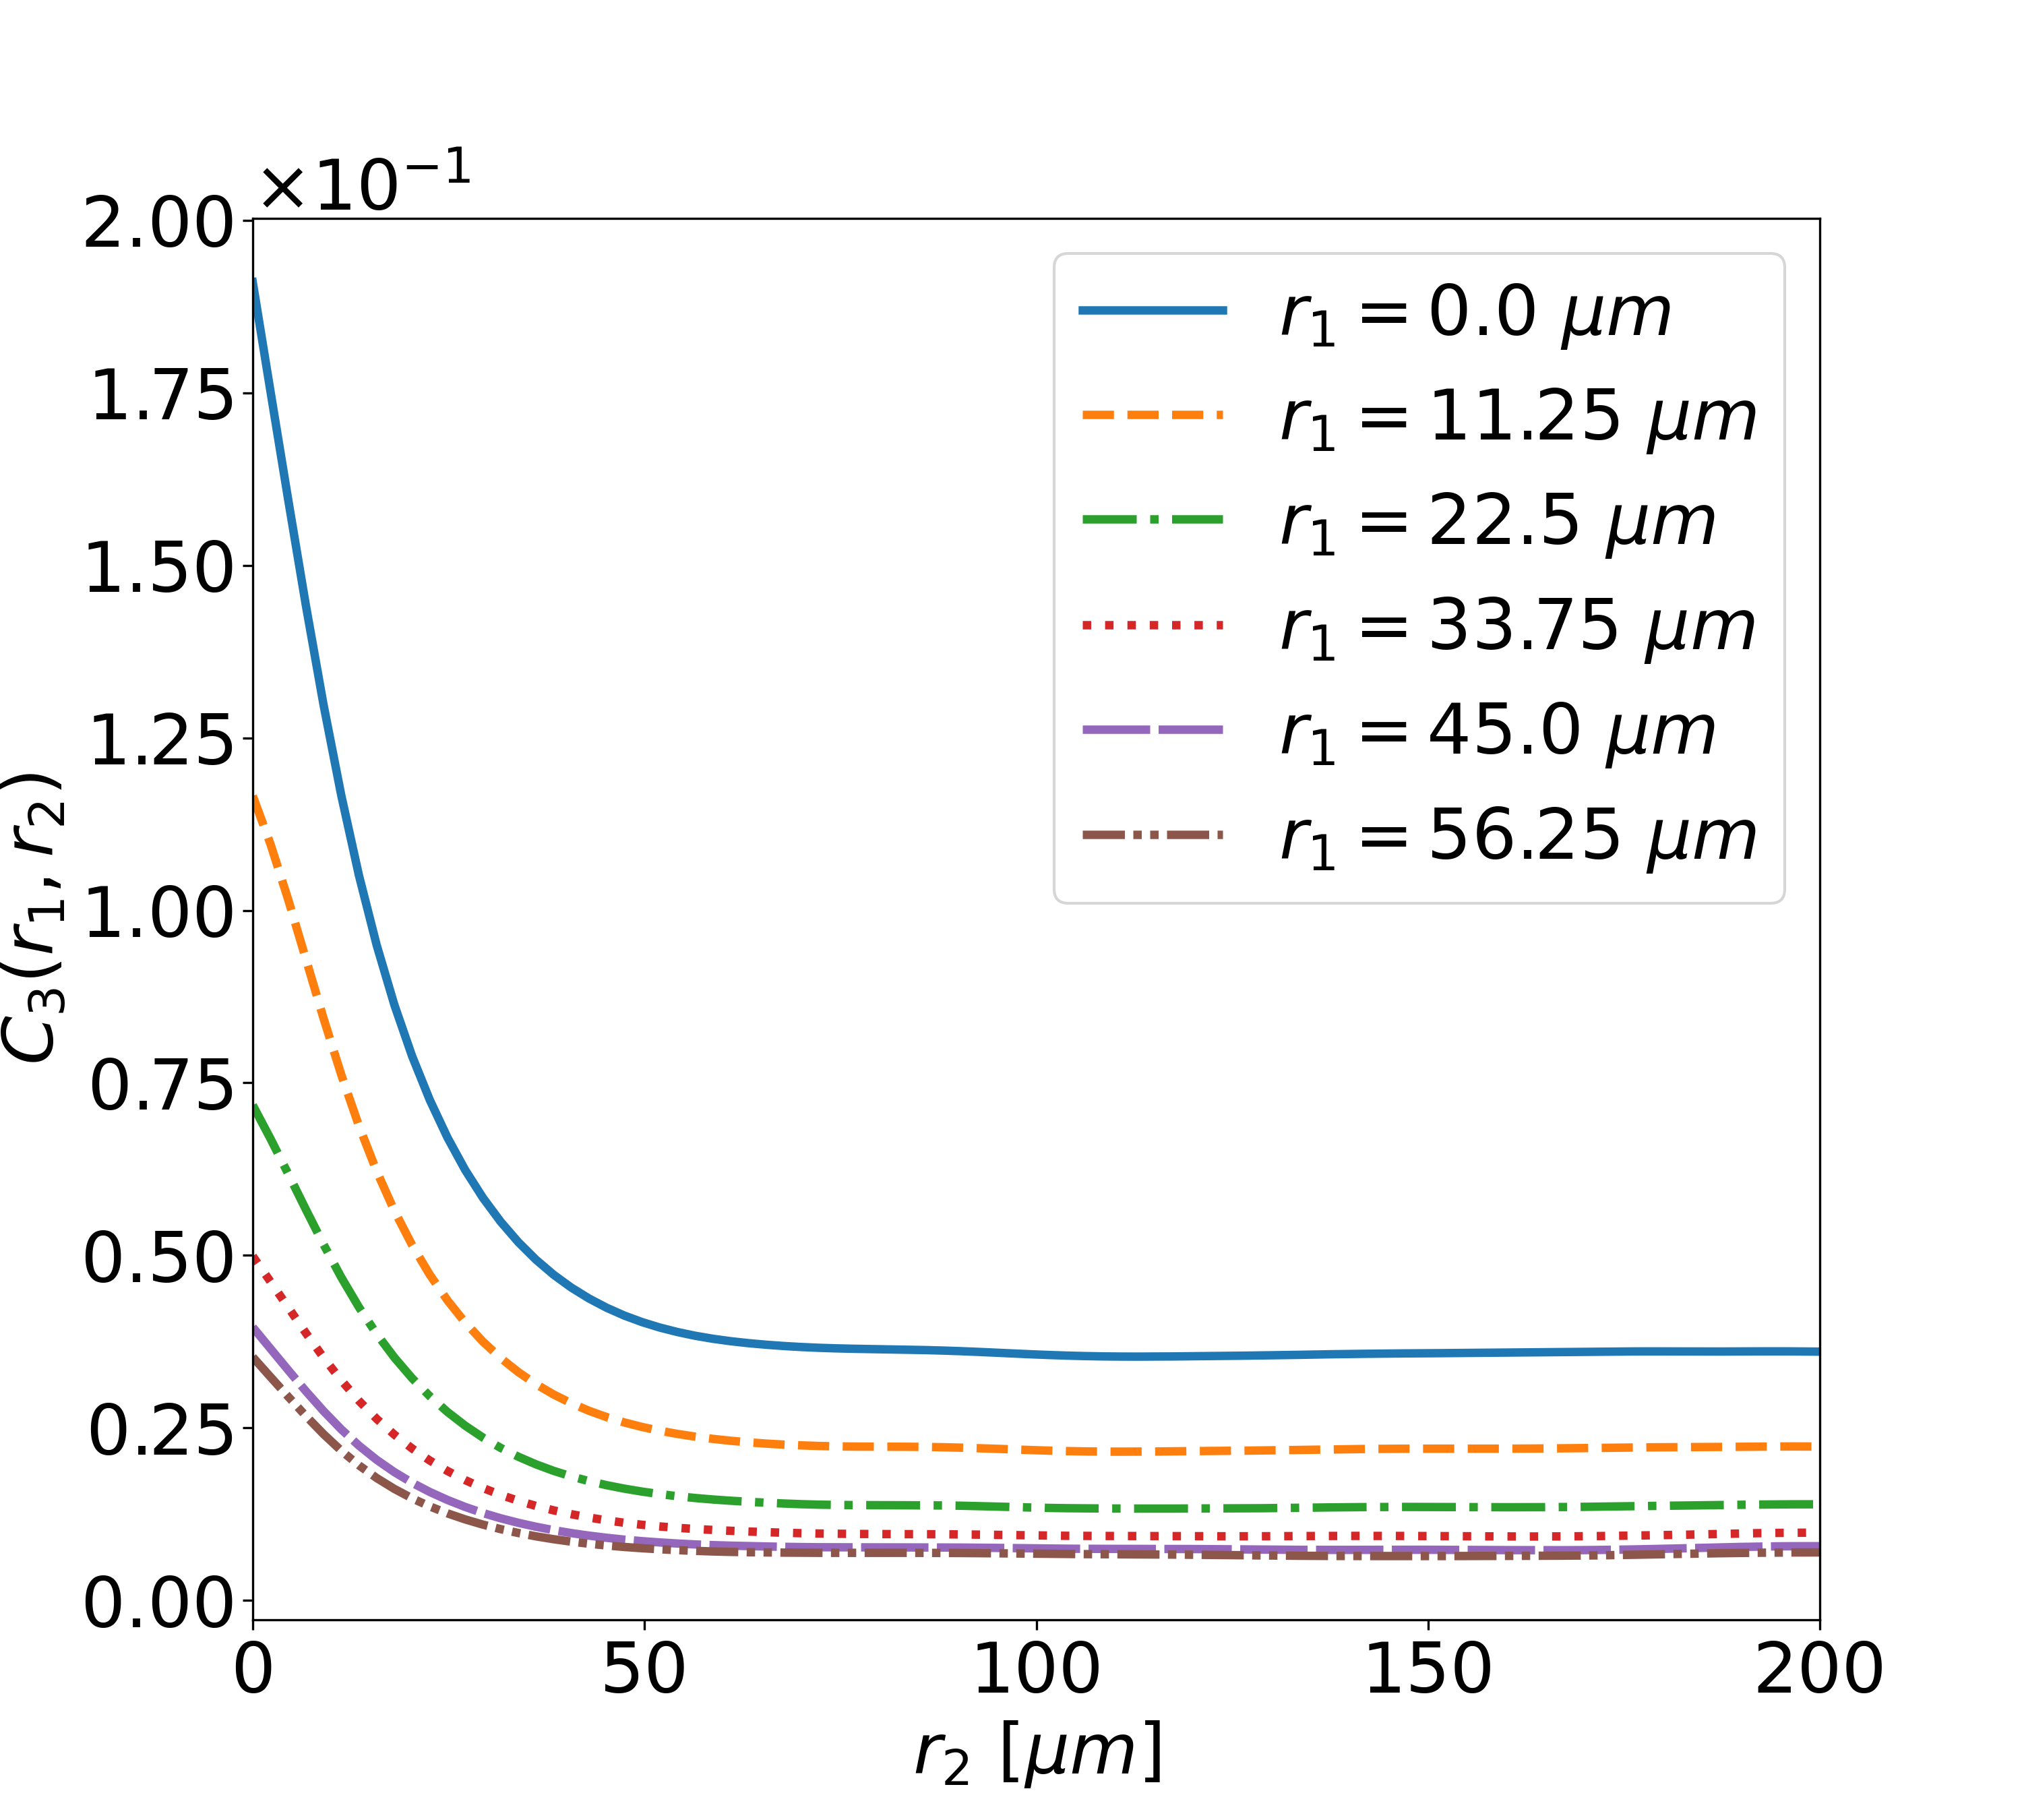 ×10⁻¹
2.00
1.75
1.50
1.25
1.00
0.75
0.50
0.25
0.00
C₃(r₁, r₂)
r₁ = 0.0 μm
r₁ = 11.25 μm
r₁ = 22.5 μm
r₁ = 33.75 μm
r₁ = 45.0 μm
r₁ = 56.25 μm
0 50 100 150 200
r₂ [μm]